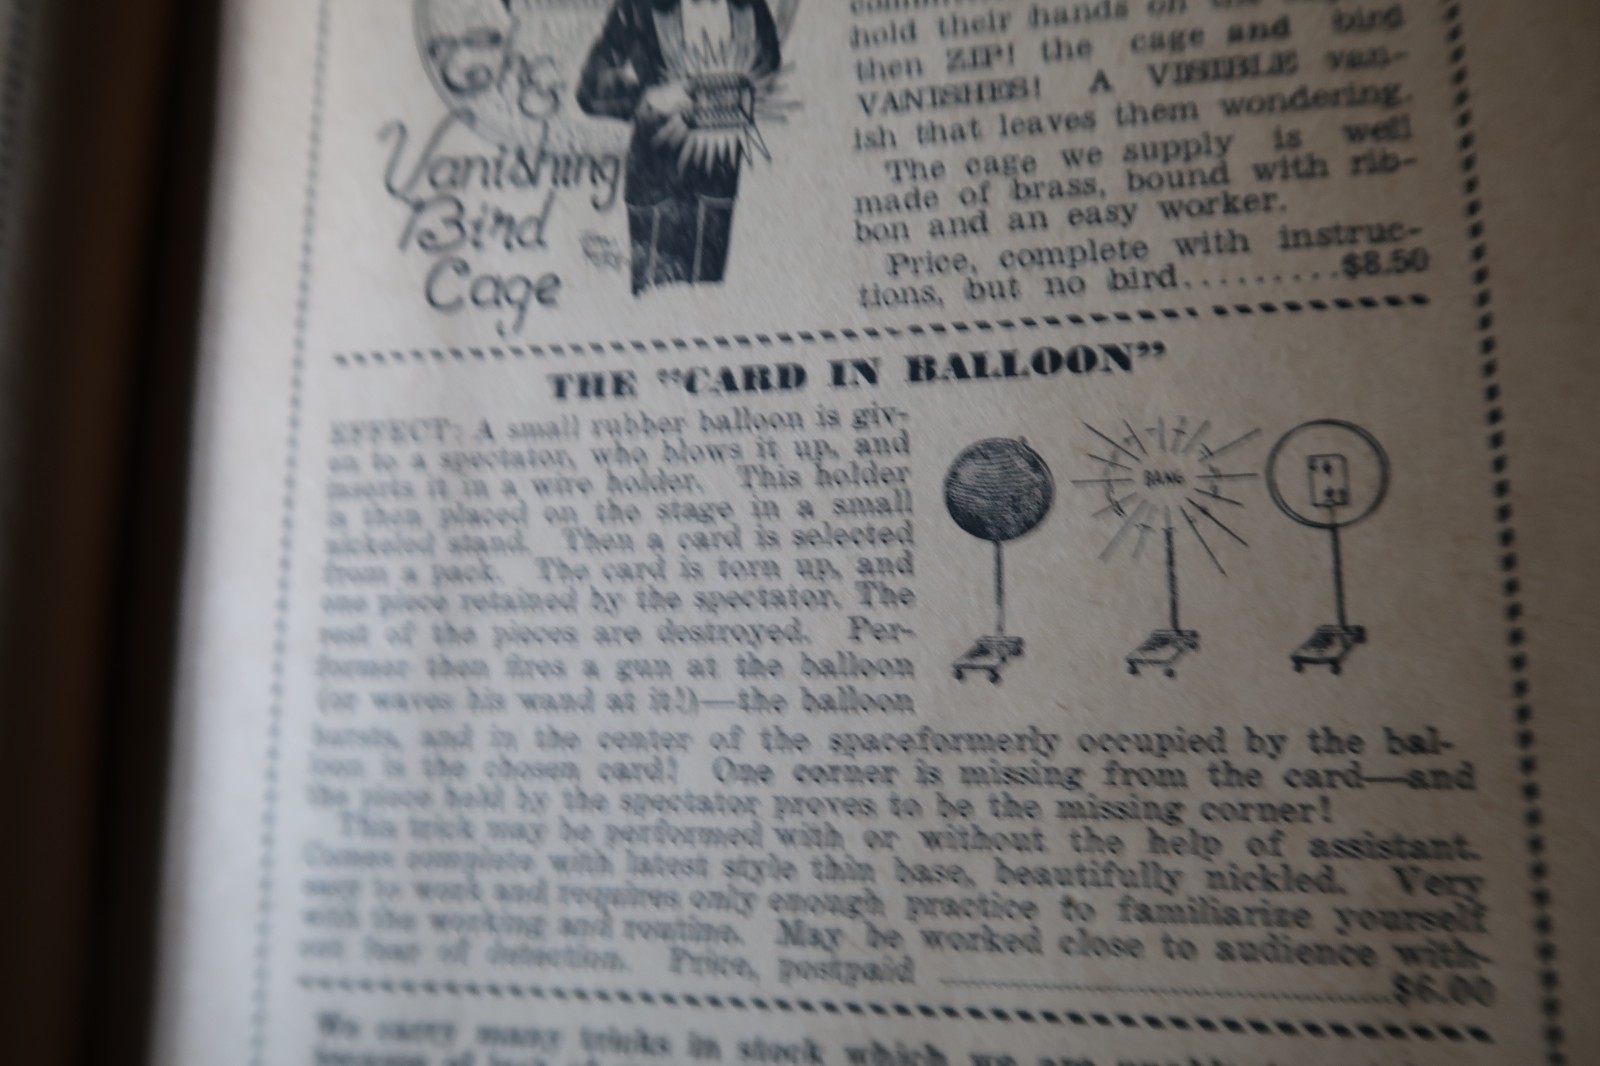 The
Vanishing
Bird
Cage
hold their hands on the
then ZIP! the cage and bird
VANISHES! A VISIBLE van-
ish that leaves them wondering.
The cage we supply is well
made of brass, bound with rib-
bon and an easy worker.
Price, complete with instruc-
tions, but no bird..........$8.50
THE "CARD IN BALLOON"
EFFECT: A small rubber balloon is giv-
en to a spectator, who blows it up, and
inserts it in a wire holder. This holder
is then placed on the stage in a small
nickeled stand. Then a card is selected
from a pack. The card is torn up, and
one piece retained by the spectator. The
rest of the pieces are destroyed. Per-
former then fires a gun at the balloon
(or waves his wand at it!)—the balloon
BANG
bursts, and in the center of the spaceformerly occupied by the bal-
loon is the chosen card! One corner is missing from the card—and
the piece held by the spectator proves to be the missing corner!
This trick may be performed with or without the help of assistant.
Comes complete with latest style thin base, beautifully nickled. Very
easy to work and requires only enough practice to familiarize yourself
with the working and routine. May be worked close to audience with-
out fear of detection. Price, postpaid ..........$6.00
We carry many tricks in stock which we are